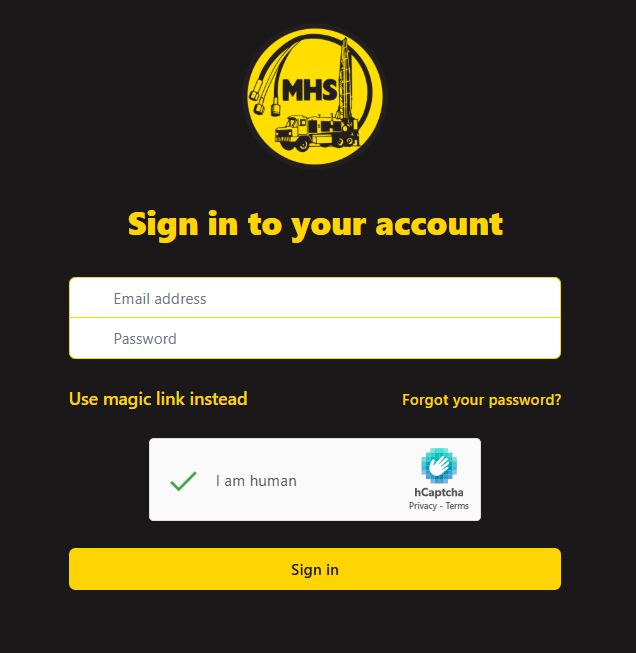 MHS
Sign in to your account
Email address
Password
Use magic link instead
Forgot your password?
I am human
hCaptcha
Privacy - Terms
Sign in